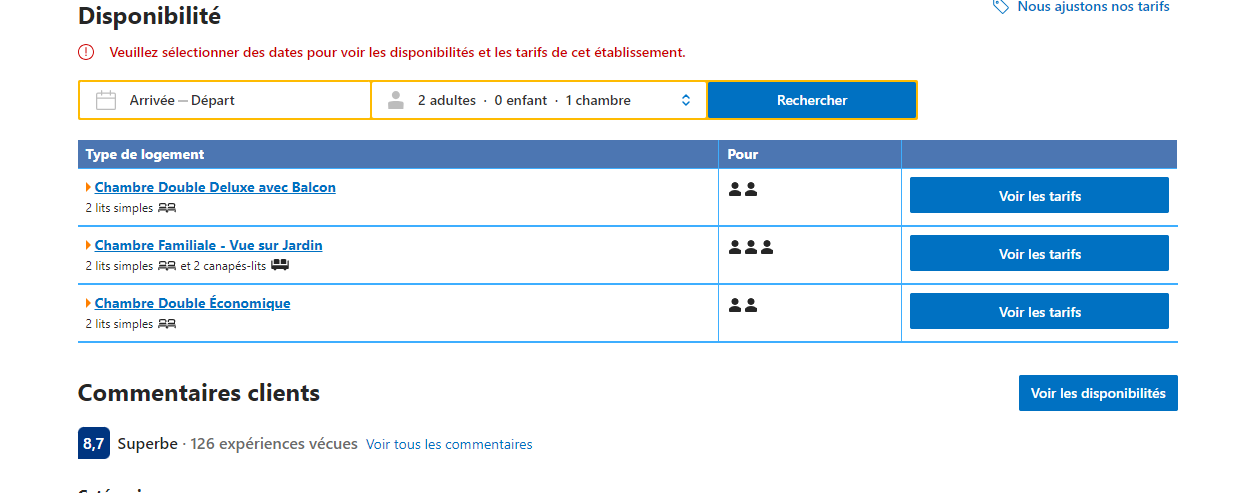 Nous ajustons nos tarifs
Disponibilité
Veuillez sélectionner des dates pour voir les disponibilités et les tarifs de cet établissement.
Arrivée — Départ
2 adultes · 0 enfant · 1 chambre
Rechercher
Type de logement
Pour
Chambre Double Deluxe avec Balcon
2 lits simples
Voir les tarifs
Chambre Familiale - Vue sur Jardin
2 lits simples et 2 canapés-lits
Voir les tarifs
Chambre Double Économique
2 lits simples
Voir les tarifs
Commentaires clients
Voir les disponibilités
8,7 Superbe · 126 expériences vécues Voir tous les commentaires